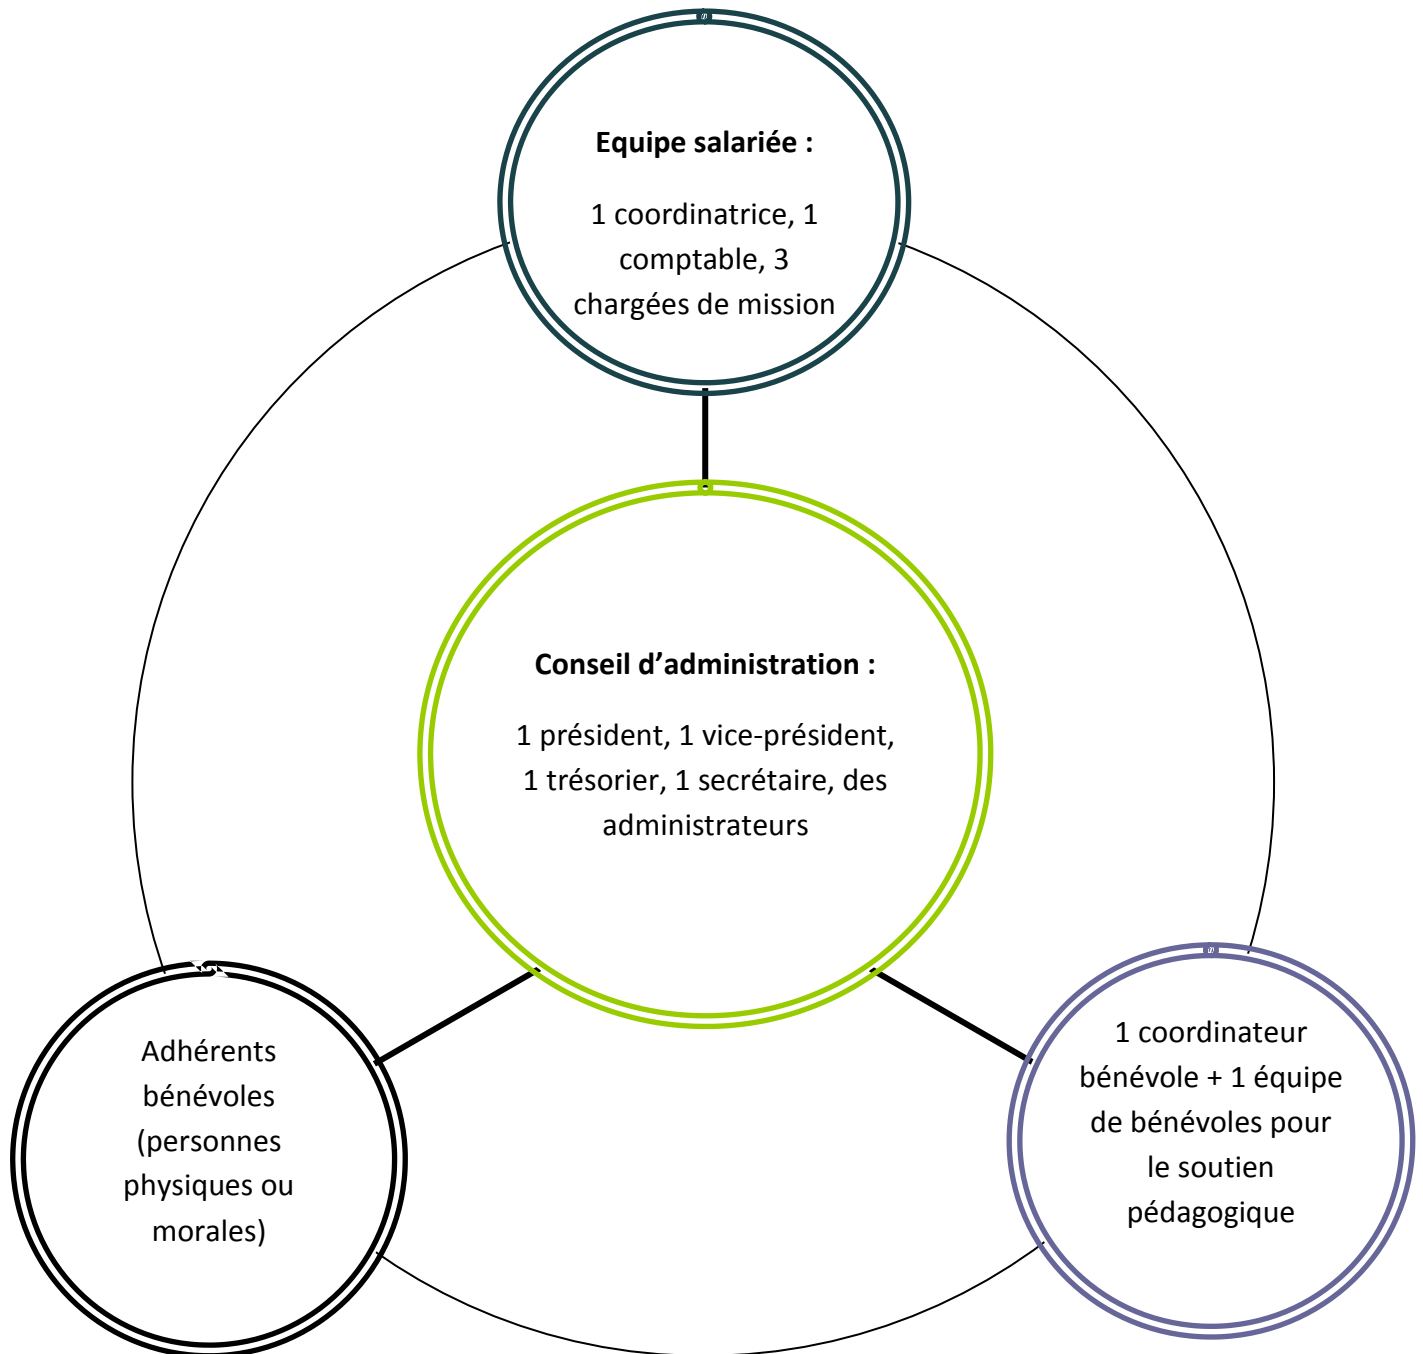 Equipe salariée :
1 coordinatrice, 1
comptable, 3
chargées de mission
Conseil d’administration :
1 président, 1 vice-président,
1 trésorier, 1 secrétaire, des
administrateurs
Adhérents
bénévoles
(personnes
physiques ou
morales)
1 coordinateur
bénévole + 1 équipe
de bénévoles pour
le soutien
pédagogique